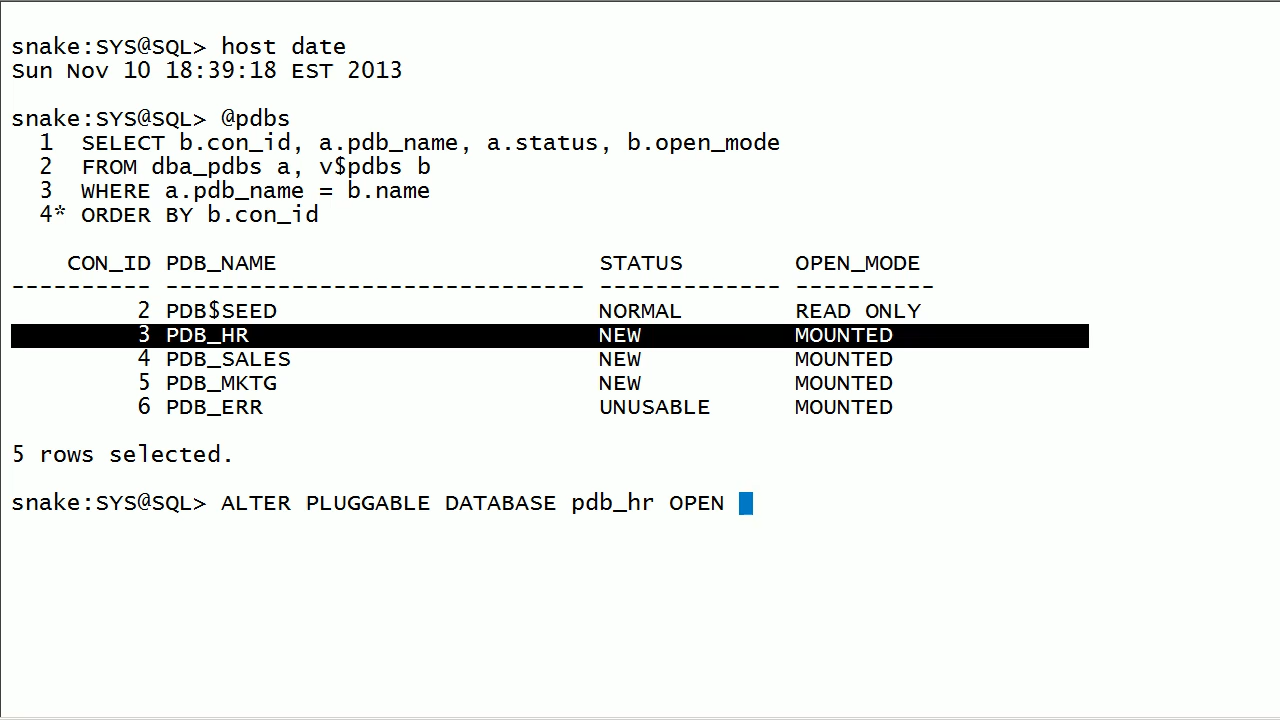 snake:SYS@SQL> host date
Sun Nov 10 18:39:18 EST 2013
snake:SYS@SQL> @pdbs
  1  SELECT b.con_id, a.pdb_name, a.status, b.open_mode
  2  FROM dba_pdbs a, v$pdbs b
  3  WHERE a.pdb_name = b.name
  4* ORDER BY b.con_id
    CON_ID PDB_NAME                       STATUS        OPEN_MODE
---------- ------------------------------ ------------- ----------
         2 PDB$SEED                       NORMAL        READ ONLY
         3 PDB_HR                         NEW           MOUNTED
         4 PDB_SALES                      NEW           MOUNTED
         5 PDB_MKTG                       NEW           MOUNTED
         6 PDB_ERR                        UNUSABLE      MOUNTED
5 rows selected.
snake:SYS@SQL> ALTER PLUGGABLE DATABASE pdb_hr OPEN